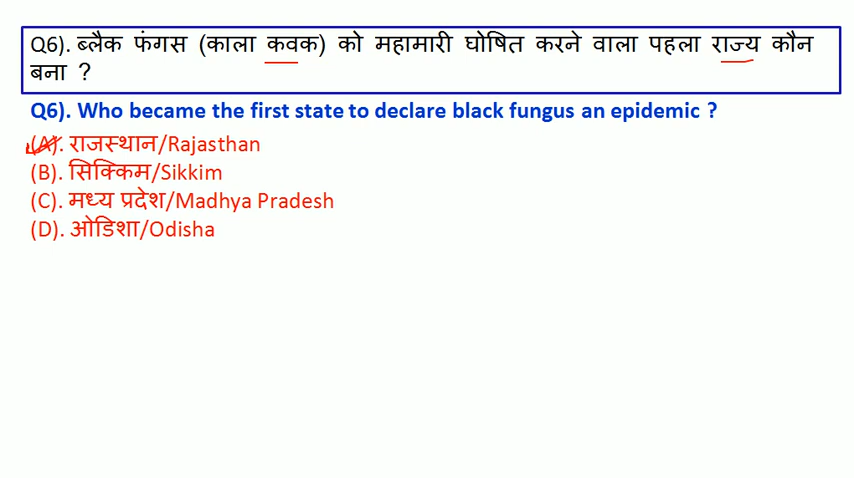 Q6). ब्लैक फंगस (काला कवक) को महामारी घोषित करने वाला पहला राज्य कौन
बना ?
Q6). Who became the first state to declare black fungus an epidemic ?
(A). राजस्थान/Rajasthan
(B). सिक्किम/Sikkim
(C). मध्य प्रदेश/Madhya Pradesh
(D). ओडिशा/Odisha